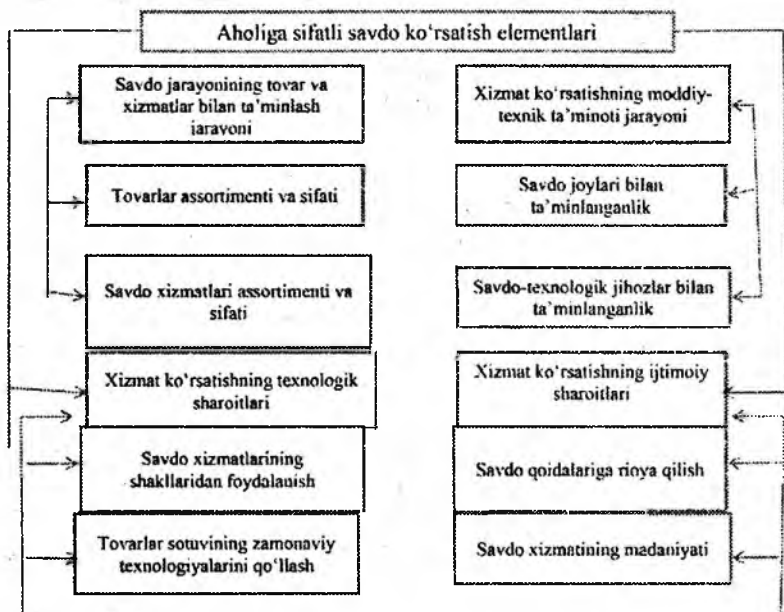 Aholiga sifatli savdo ko‘rsatish elementlari
Savdo jarayonining tovar va
xizmatlar bilan ta’minlash
jarayoni
Xizmat ko‘rsatishning moddiy-
texnik ta’minoti jarayoni
Tovarlar assortimenti va sifati
Savdo joylari bilan
ta’minlanganlik
Savdo xizmatlari assortimenti va
sifati
Savdo-texnologik jihozlar bilan
ta’minlanganlik
Xizmat ko‘rsatishning texnologik
sharoitlari
Xizmat ko‘rsatishning ijtimoiy
sharoitlari
Savdo xizmatlarining
shakllaridan foydalanish
Savdo qoidalariga rioya qilish
Tovarlar sotuvining zamonaviy
texnologiyalarini qo‘llash
Savdo xizmatining madaniyati